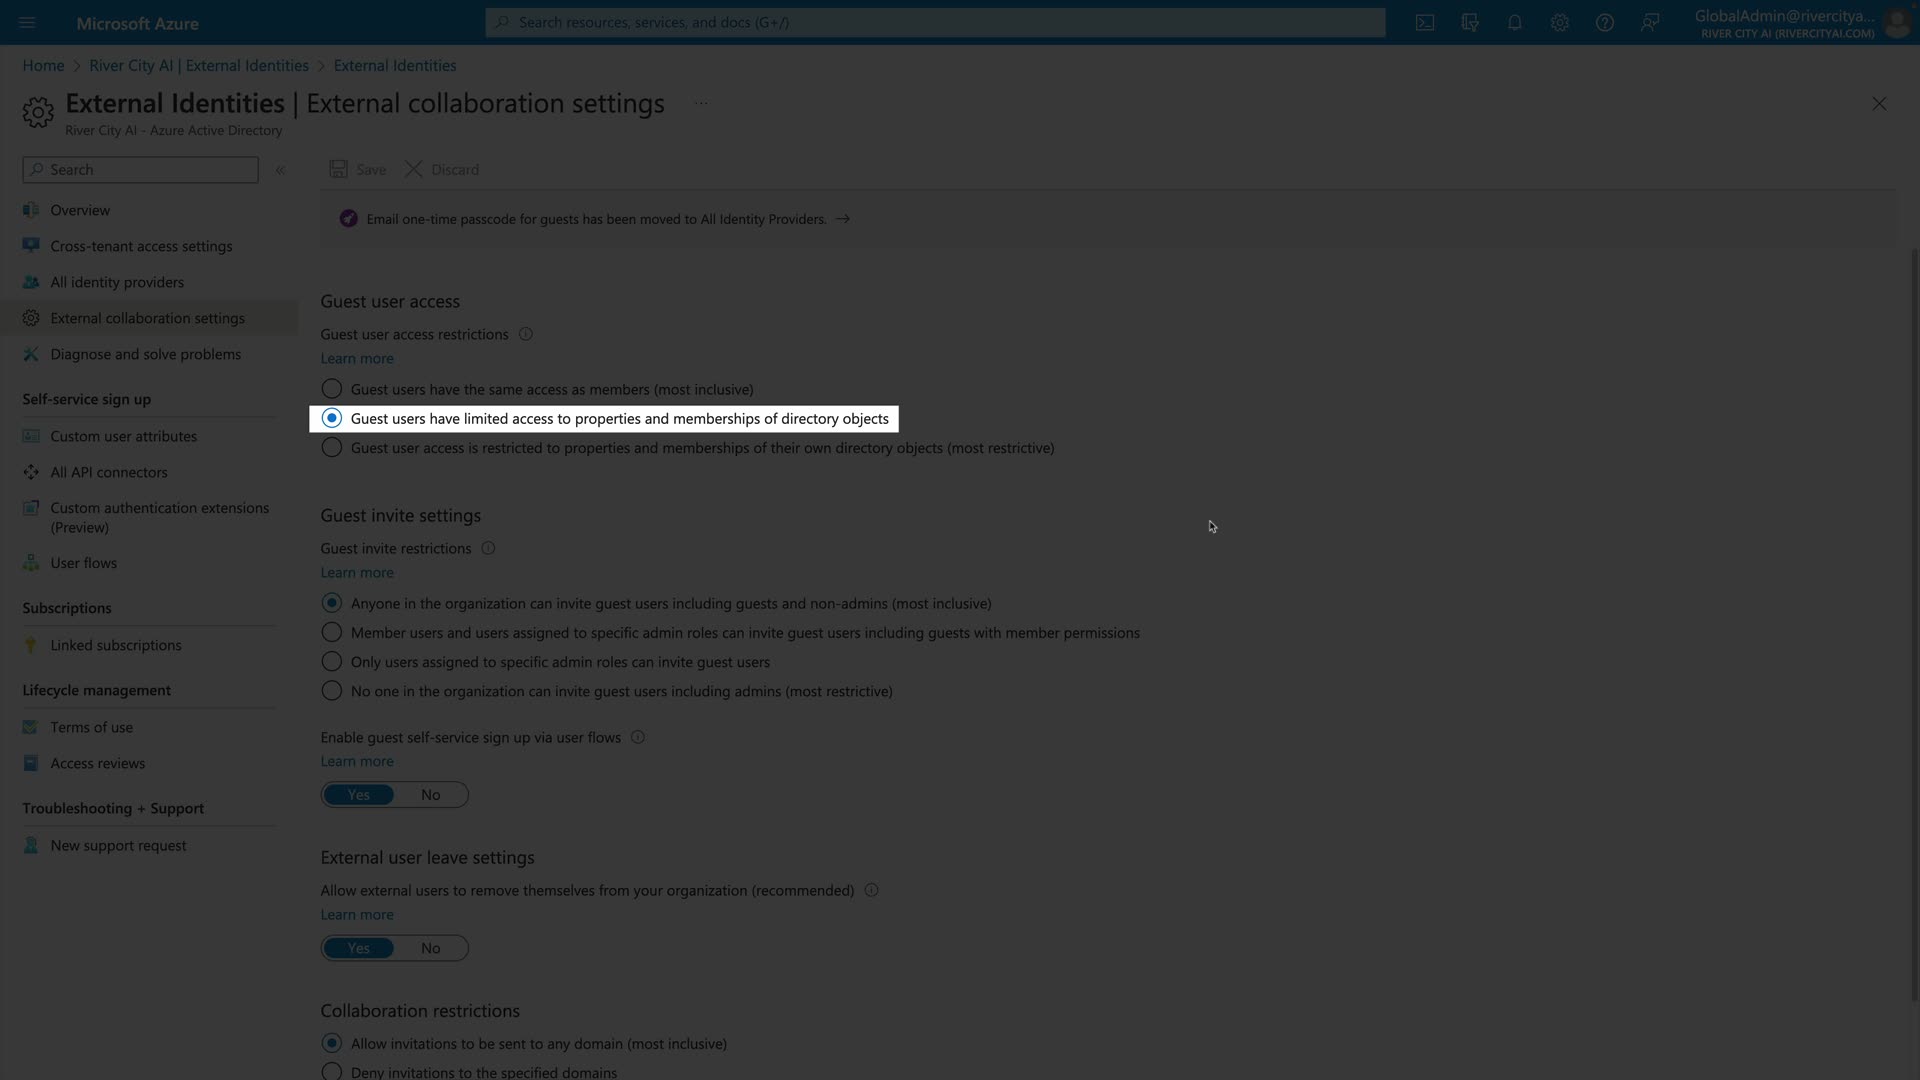 Microsoft Azure
Search resources, services, and docs (G+/)
GlobalAdmin@rivercitya...
RIVER CITY AI (RIVERCITYAI.COM)
Home > River City AI | External Identities > External Identities
External Identities | External collaboration settings ...
River City AI - Azure Active Directory
Search
«
Save
Discard
Overview
Cross-tenant access settings
All identity providers
External collaboration settings
Diagnose and solve problems
Self-service sign up
Custom user attributes
All API connectors
Custom authentication extensions
(Preview)
User flows
Subscriptions
Linked subscriptions
Lifecycle management
Terms of use
Access reviews
Troubleshooting + Support
New support request
Email one-time passcode for guests has been moved to All Identity Providers. →
Guest user access
Guest user access restrictions
Learn more
Guest users have the same access as members (most inclusive)
Guest users have limited access to properties and memberships of directory objects
Guest user access is restricted to properties and memberships of their own directory objects (most restrictive)
Guest invite settings
Guest invite restrictions
Learn more
Anyone in the organization can invite guest users including guests and non-admins (most inclusive)
Member users and users assigned to specific admin roles can invite guest users including guests with member permissions
Only users assigned to specific admin roles can invite guest users
No one in the organization can invite guest users including admins (most restrictive)
Enable guest self-service sign up via user flows
Learn more
Yes No
External user leave settings
Allow external users to remove themselves from your organization (recommended)
Learn more
Yes No
Collaboration restrictions
Allow invitations to be sent to any domain (most inclusive)
Deny invitations to the specified domains